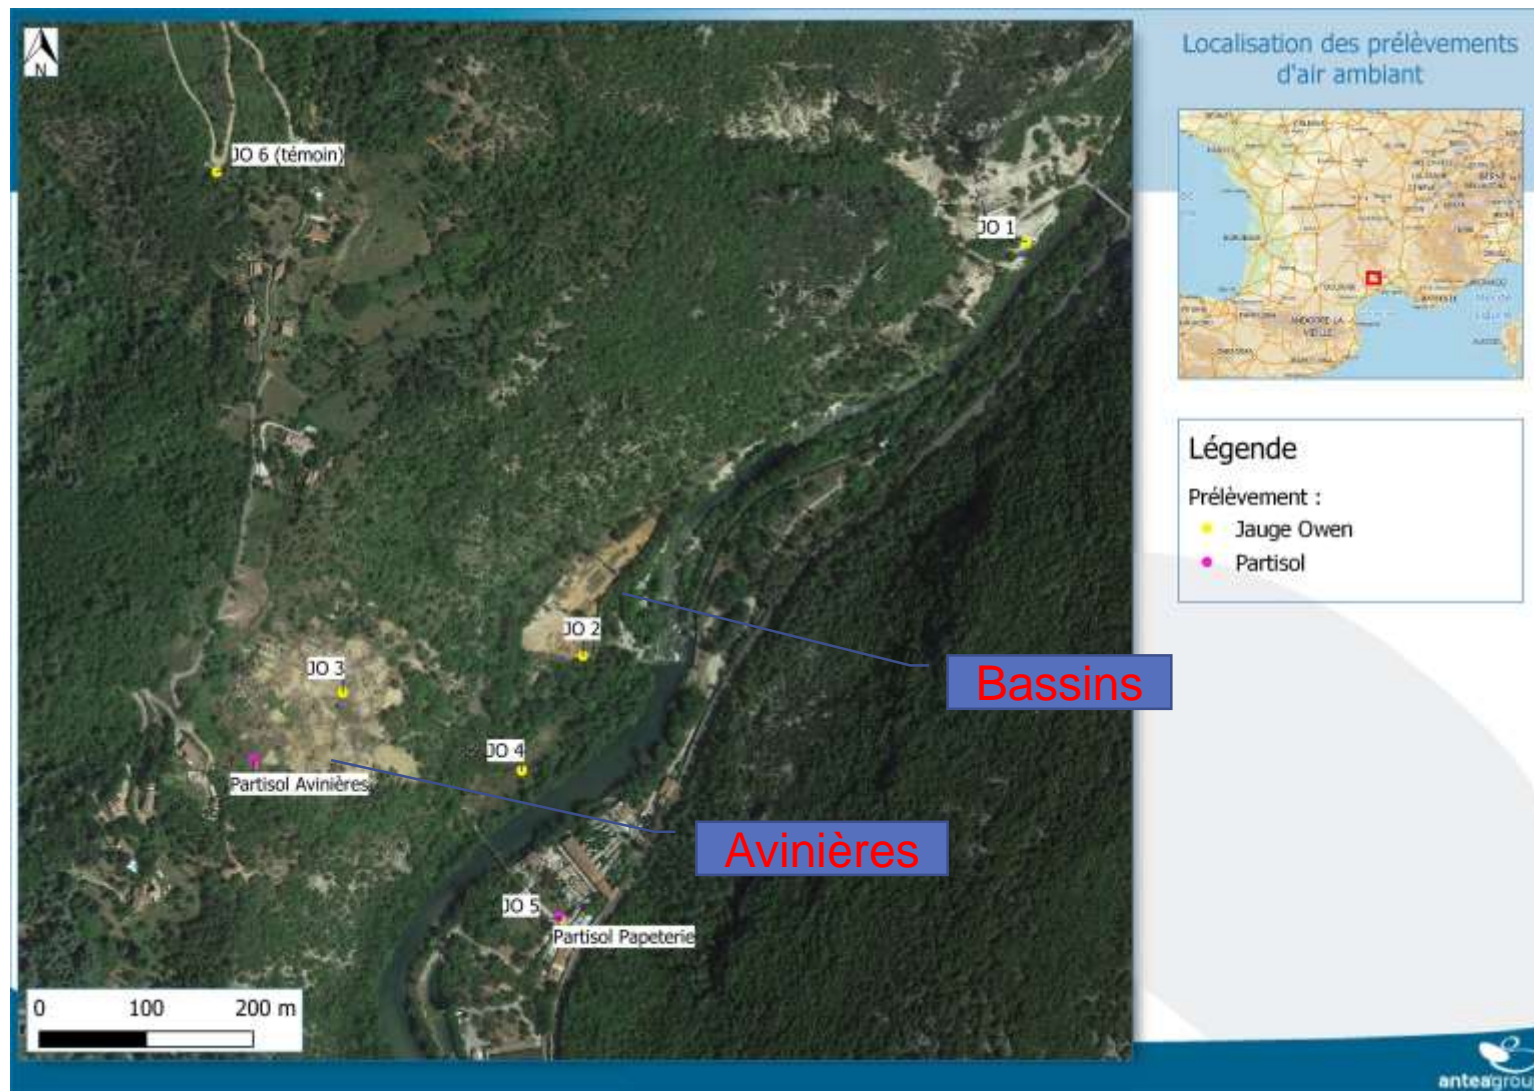 Localisation des prélèvements
d'air ambiant
N
JO 6 (témoin)
JO 1
Légende
Prélèvement :
Jauge Owen
Partisol
JO 2
JO 3
Bassins
JO 4
Partisol Avinières
Avinières
JO 5
Partisol Papeterie
0 100 200 m
anteagroup